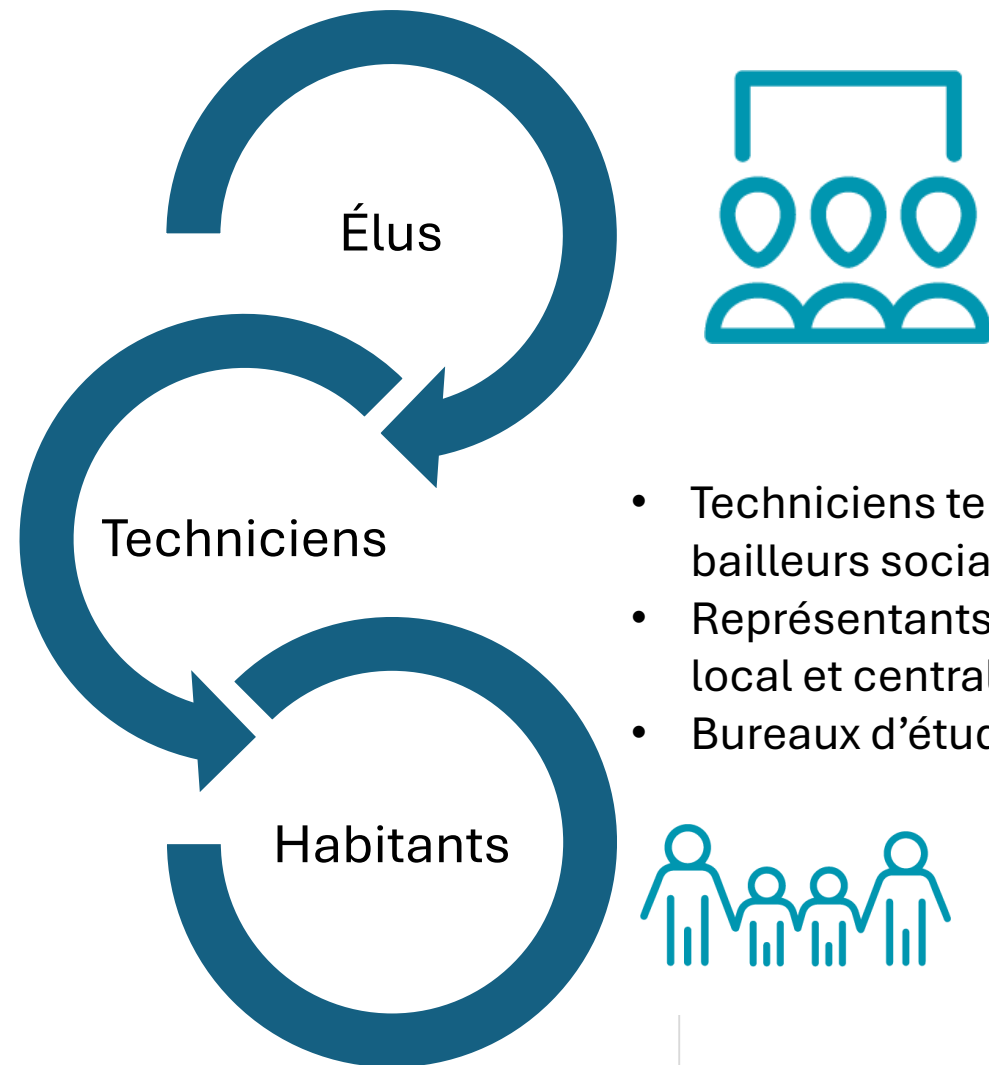 Élus
Techniciens
• Techniciens te
bailleurs socia
• Représentants
local et central
• Bureaux d’étud
Habitants